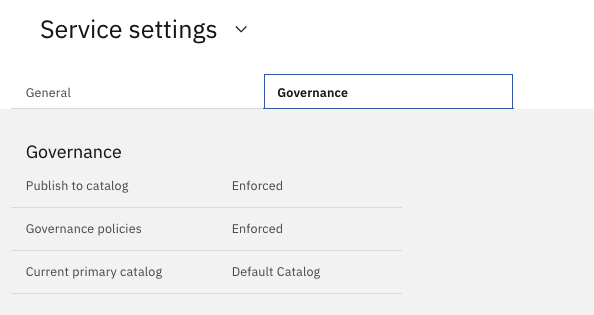 Service settings
General Governance
Governance
Publish to catalog Enforced
Governance policies Enforced
Current primary catalog Default Catalog